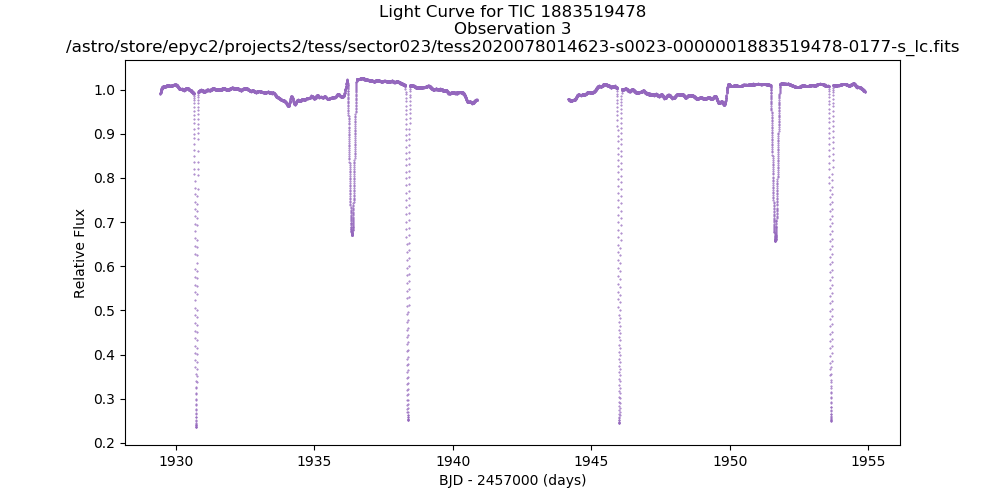 Light Curve for TIC 1883519478
Observation 3
/astro/store/epyc2/projects2/tess/sector023/tess2020078014623-s0023-0000001883519478-0177-s_lc.fits
Relative Flux
1.0
0.9
0.8
0.7
0.6
0.5
0.4
0.3
0.2
1930 1935 1940 1945 1950 1955
BJD - 2457000 (days)